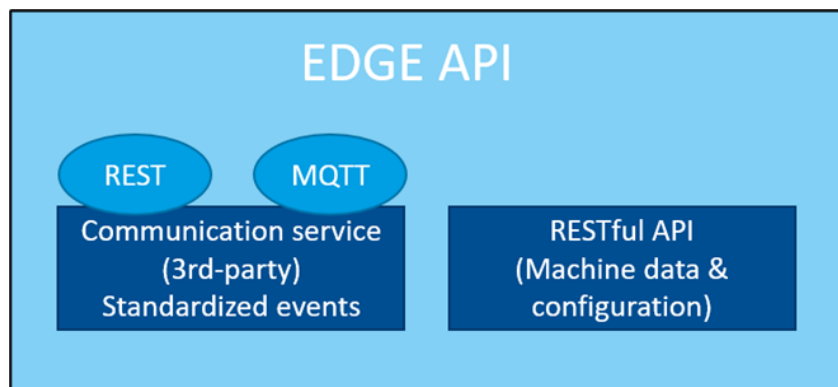 EDGE API
REST
MQTT
Communication service
(3rd-party)
Standardized events
RESTful API
(Machine data &
configuration)